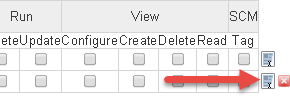 Run View SCM
ete Update Configure Create Delete Read Tag